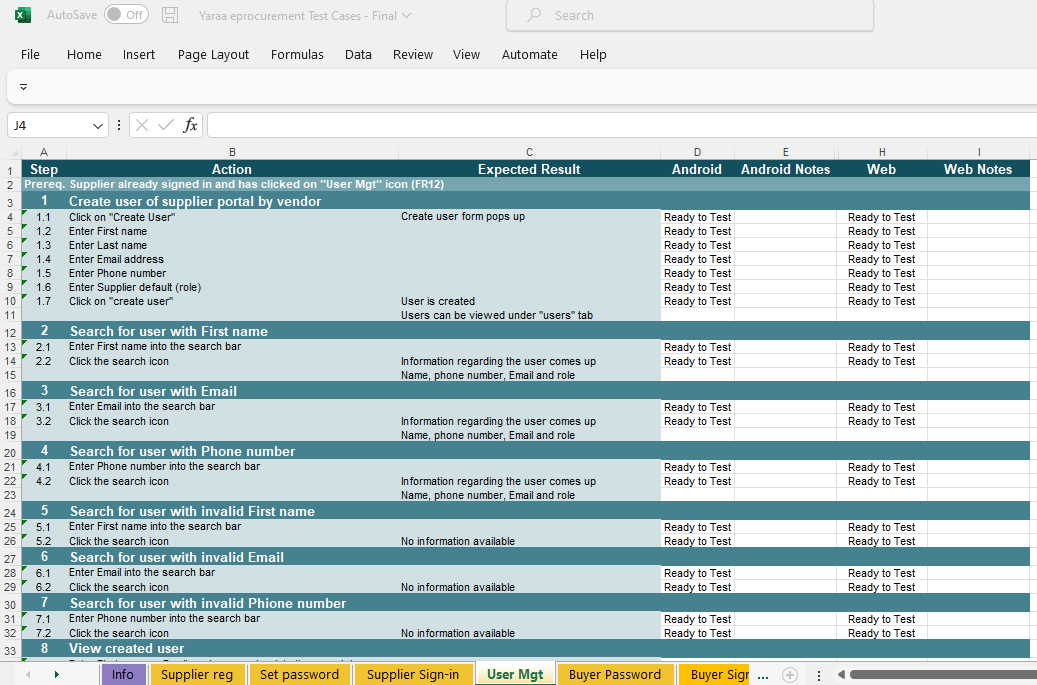 AutoSave Off Yaraa eprocurement Test Cases - Final Search
File Home Insert Page Layout Formulas Data Review View Automate Help
J4 fx
A B C D E H I
1 Step Action Expected Result Android Android Notes Web Web Notes
2 Prereq. Supplier already signed in and has clicked on "User Mgt" icon (FR12)
3 1 Create user of supplier portal by vendor
4 1.1 Click on "Create User" Create user form pops up Ready to Test Ready to Test
5 1.2 Enter First name Ready to Test Ready to Test
6 1.3 Enter Last name Ready to Test Ready to Test
7 1.4 Enter Email address Ready to Test Ready to Test
8 1.5 Enter Phone number Ready to Test Ready to Test
9 1.6 Enter Supplier default (role) Ready to Test Ready to Test
10 1.7 Click on "create user" User is created Ready to Test Ready to Test
11 Users can be viewed under "users" tab
12 2 Search for user with First name
13 2.1 Enter First name into the search bar Ready to Test Ready to Test
14 2.2 Click the search icon Information regarding the user comes up Ready to Test Ready to Test
15 Name, phone number, Email and role
16 3 Search for user with Email
17 3.1 Enter Email into the search bar Ready to Test Ready to Test
18 3.2 Click the search icon Information regarding the user comes up Ready to Test Ready to Test
19 Name, phone number, Email and role
20 4 Search for user with Phone number
21 4.1 Enter Phone number into the search bar Ready to Test Ready to Test
22 4.2 Click the search icon Information regarding the user comes up Ready to Test Ready to Test
23 Name, phone number, Email and role
24 5 Search for user with invalid First name
25 5.1 Enter First name into the search bar Ready to Test Ready to Test
26 5.2 Click the search icon No information available Ready to Test Ready to Test
27 6 Search for user with invalid Email
28 6.1 Enter Email into the search bar Ready to Test Ready to Test
29 6.2 Click the search icon No information available Ready to Test Ready to Test
30 7 Search for user with invalid Phione number
31 7.1 Enter Phone number into the search bar Ready to Test Ready to Test
32 7.2 Click the search icon No information available Ready to Test Ready to Test
33 8 View created user
Info Supplier reg Set password Supplier Sign-in User Mgt Buyer Password Buyer Sigr ...